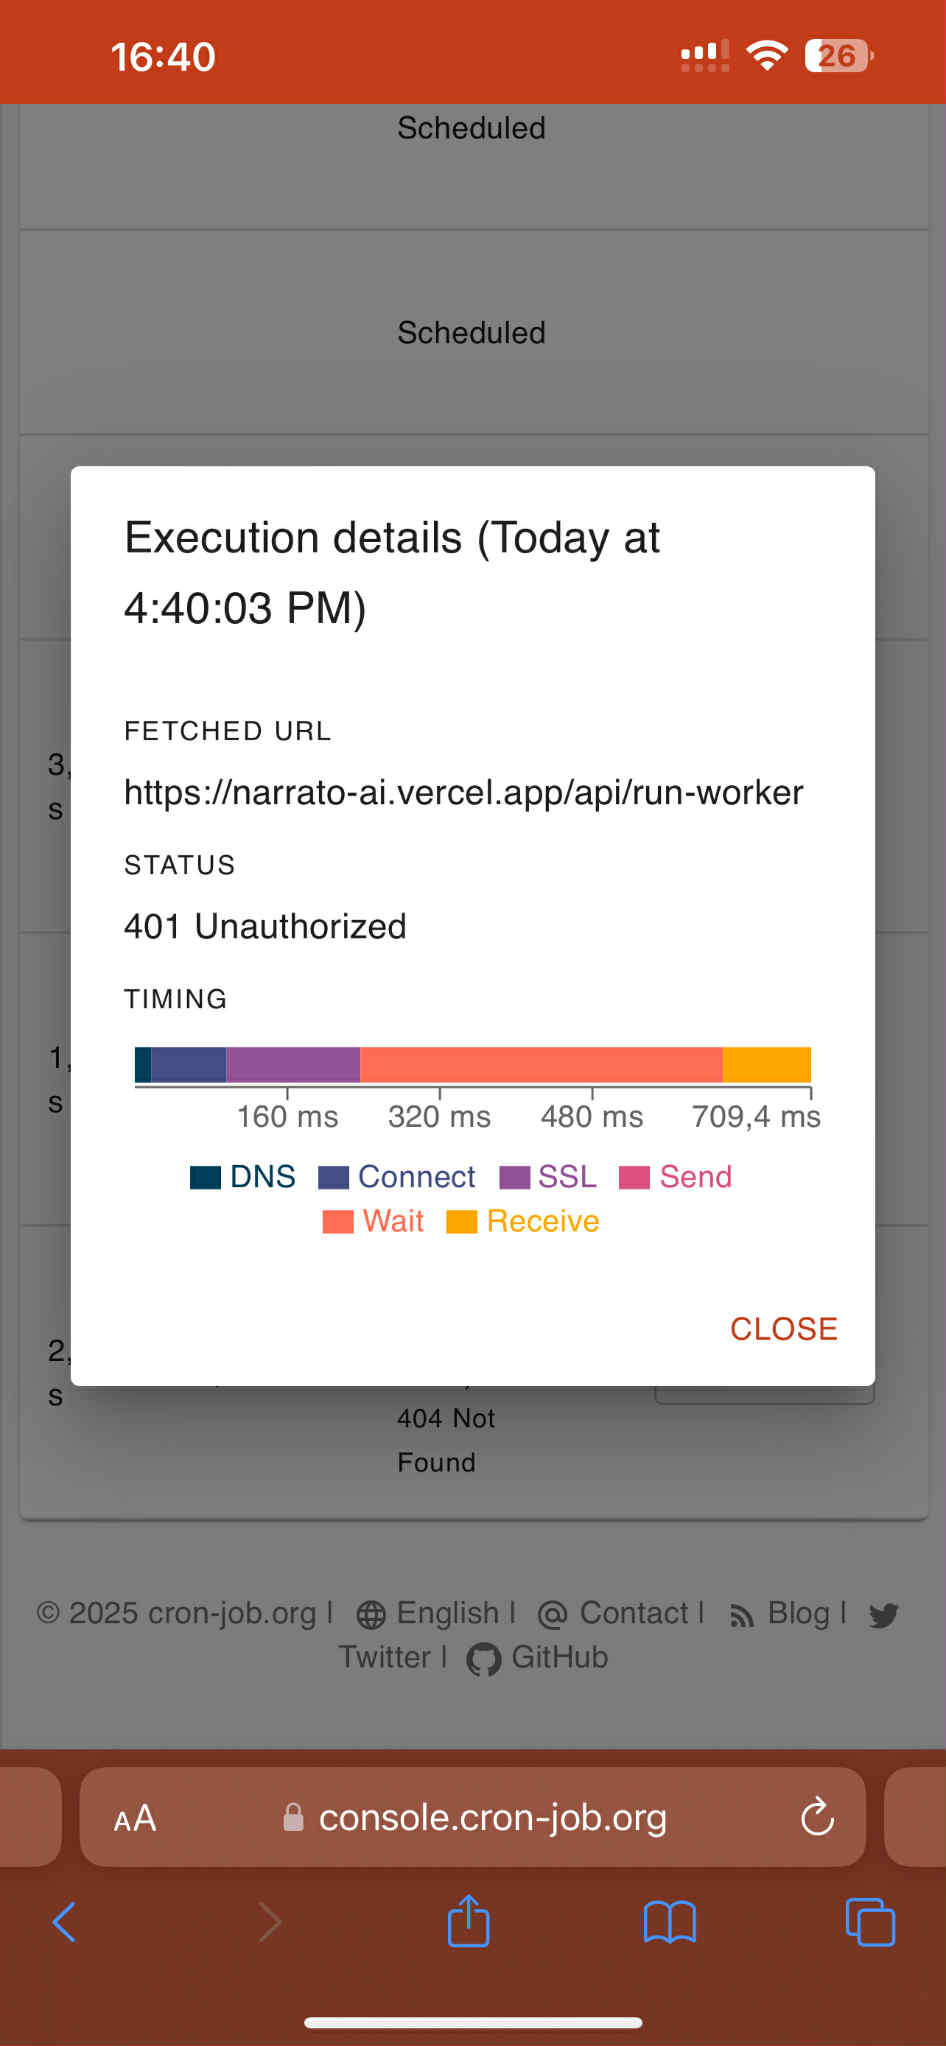 16:40
26
Scheduled
Scheduled
Execution details (Today at
4:40:03 PM)
FETCHED URL
https://narrato-ai.vercel.app/api/run-worker
STATUS
401 Unauthorized
TIMING
160 ms 320 ms 480 ms 709,4 ms
DNS Connect SSL Send
Wait Receive
CLOSE
3,
s
1,
s
2,
s
404 Not
Found
© 2025 cron-job.org | English | Contact | Blog |
Twitter | GitHub
AA console.cron-job.org